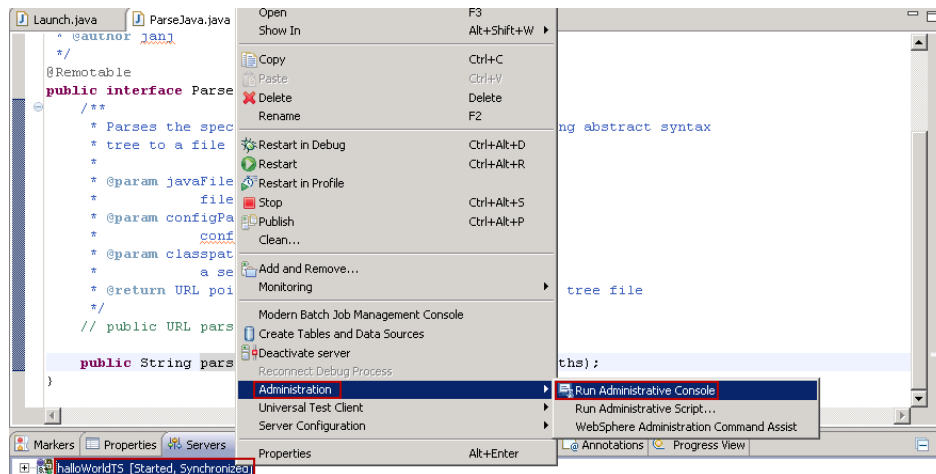 Launch.java ParseJava.java
* @author janj
*/
@Remotable
public interface Parse
/**
* Parses the spec ng abstract syntax
* tree to a file
*
* @param javaFile
* file
* @param configPa
* conf
* @param classpat
* a se
* @return URL poi tree file
*/
// public URL pars
public String pars ths);
}
Open F3
Show In Alt+Shift+W
Copy Ctrl+C
Paste Ctrl+V
Delete Delete
Rename F2
Restart in Debug Ctrl+Alt+D
Restart Ctrl+Alt+R
Restart in Profile
Stop Ctrl+Alt+S
Publish Ctrl+Alt+P
Clean...
Add and Remove...
Monitoring
Modern Batch Job Management Console
Create Tables and Data Sources
Deactivate server
Reconnect Debug Process
Administration
Universal Test Client
Server Configuration
Properties Alt+Enter
Run Administrative Console
Run Administrative Script...
WebSphere Administration Command Assist
Markers Properties Servers Annotations Progress View
halloWorldTS [Started, Synchronized]